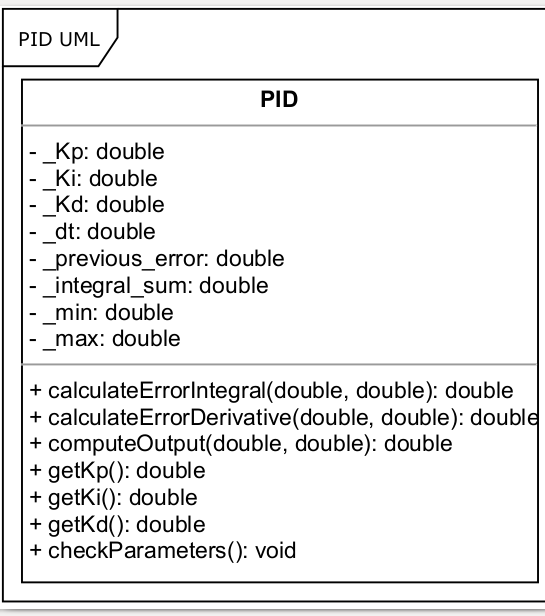 PID UML
PID
- _Kp: double
- _Ki: double
- _Kd: double
- _dt: double
- _previous_error: double
- _integral_sum: double
- _min: double
- _max: double
+ calculateErrorIntegral(double, double): double
+ calculateErrorDerivative(double, double): double
+ computeOutput(double, double): double
+ getKp(): double
+ getKi(): double
+ getKd(): double
+ checkParameters(): void